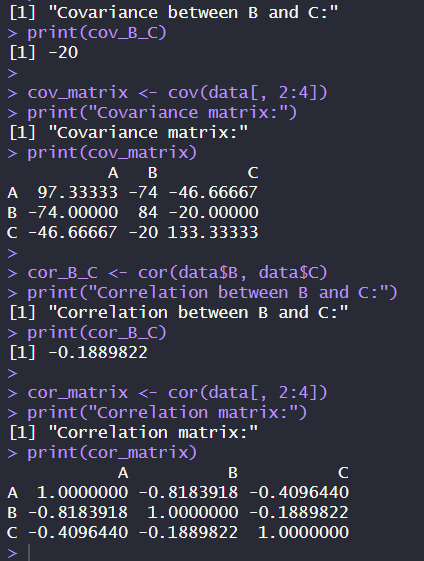 [1] "Covariance between B and C:"
> print(cov_B_C)
[1] -20
>
> cov_matrix <- cov(data[, 2:4])
> print("Covariance matrix:")
[1] "Covariance matrix:"
> print(cov_matrix)
          A   B         C
A  97.33333 -74 -46.66667
B -74.00000  84 -20.00000
C -46.66667 -20 133.33333
>
> cor_B_C <- cor(data$B, data$C)
> print("Correlation between B and C:")
[1] "Correlation between B and C:"
> print(cor_B_C)
[1] -0.1889822
>
> cor_matrix <- cor(data[, 2:4])
> print("Correlation matrix:")
[1] "Correlation matrix:"
> print(cor_matrix)
           A          B          C
A  1.0000000 -0.8183918 -0.4096440
B -0.8183918  1.0000000 -0.1889822
C -0.4096440 -0.1889822  1.0000000
>